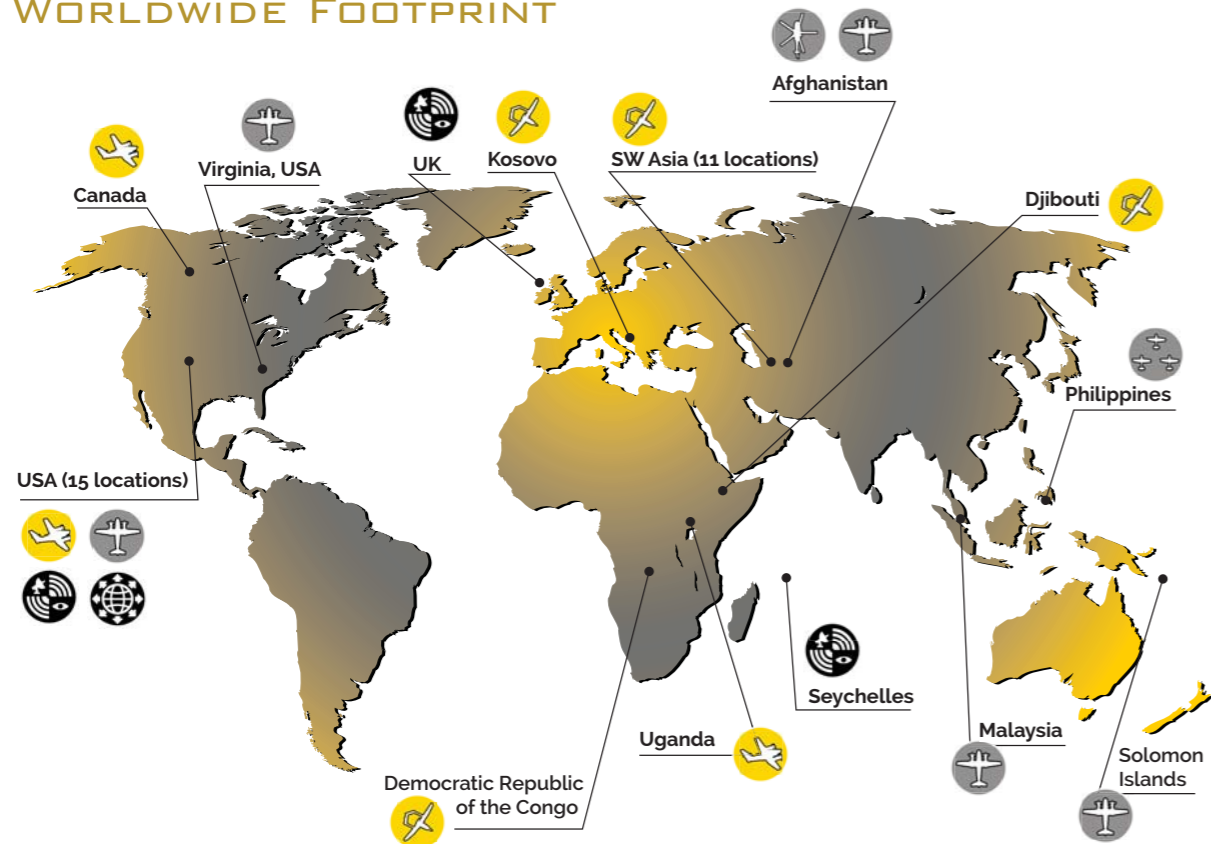 WORLDWIDE FOOTPRINT
Afghanistan
Canada
Virginia, USA
UK
Kosovo
SW Asia (11 locations)
Djibouti
Philippines
USA (15 locations)
Seychelles
Uganda
Malaysia
Solomon
Islands
Democratic Republic
of the Congo